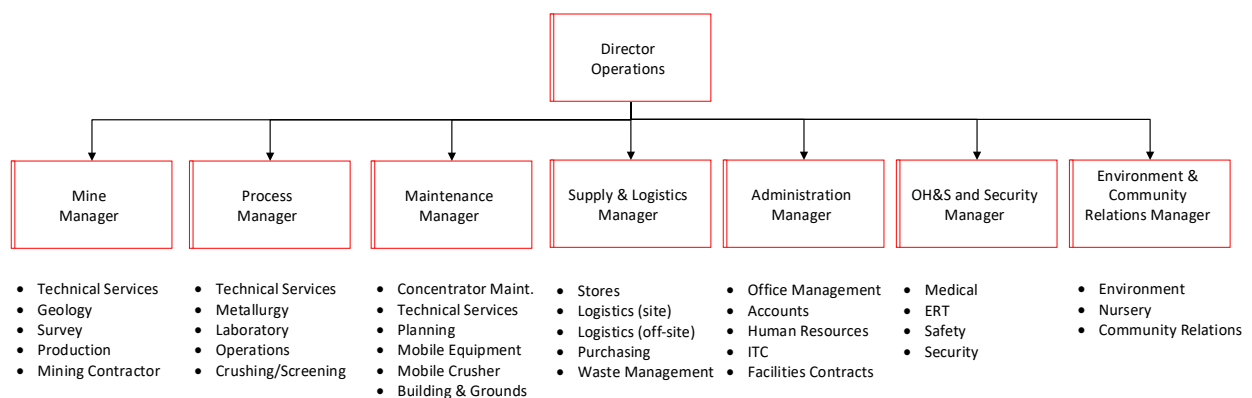 Director
Operations
Mine
Manager
Process
Manager
Maintenance
Manager
Supply & Logistics
Manager
Administration
Manager
OH&S and Security
Manager
Environment &
Community
Relations Manager
• Technical Services
• Geology
• Survey
• Production
• Mining Contractor
• Technical Services
• Metallurgy
• Laboratory
• Operations
• Crushing/Screening
• Concentrator Maint.
• Technical Services
• Planning
• Mobile Equipment
• Mobile Crusher
• Building & Grounds
• Stores
• Logistics (site)
• Logistics (off-site)
• Purchasing
• Waste Management
• Office Management
• Accounts
• Human Resources
• ITC
• Facilities Contracts
• Medical
• ERT
• Safety
• Security
• Environment
• Nursery
• Community Relations